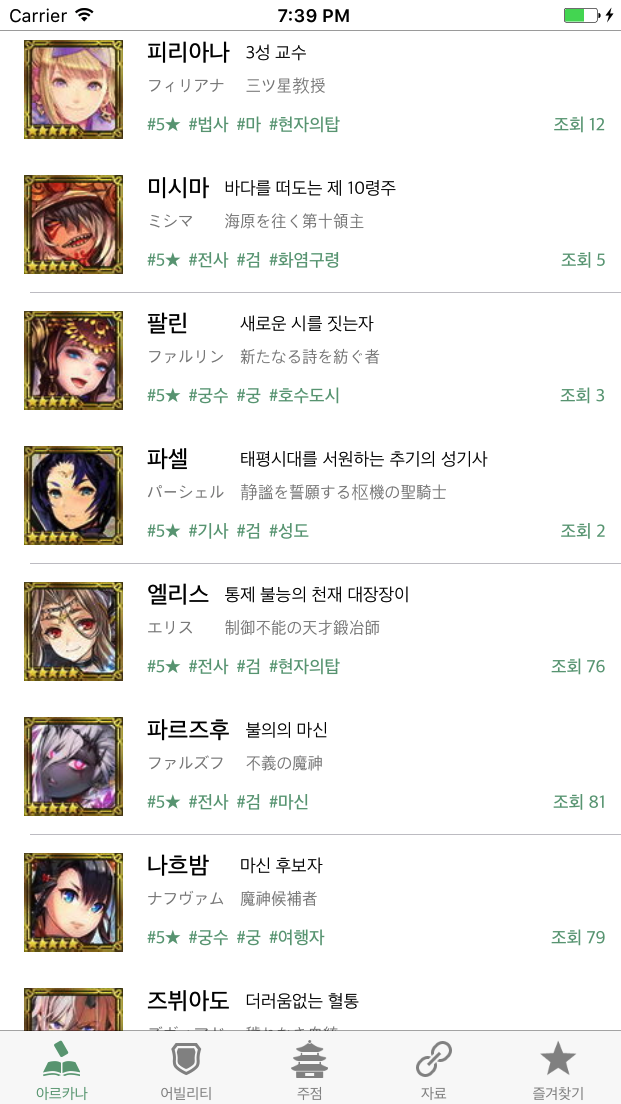 Carrier 7:39 PM
피리아나 3성 교수
フィリアナ 三ツ星教授
#5★ #법사 #마 #현자의탑 조회 12
미시마 바다를 떠도는 제 10령주
ミシマ 海原を往く第十領主
#5★ #전사 #검 #화염구령 조회 5
팔린 새로운 시를 짓는자
ファルリン 新たなる詩を紡ぐ者
#5★ #궁수 #궁 #호수도시 조회 3
파셀 태평시대를 서원하는 추기의 성기사
パーシェル 静謐を誓願する枢機の聖騎士
#5★ #기사 #검 #성도 조회 2
엘리스 통제 불능의 천재 대장장이
エリス 制御不能の天才鍛冶師
#5★ #전사 #검 #현자의탑 조회 76
파르즈후 불의의 마신
ファルズフ 不義の魔神
#5★ #전사 #검 #마신 조회 81
나흐밤 마신 후보자
ナフヴァム 魔神候補者
#5★ #궁수 #궁 #여행자 조회 79
즈뷔아도 더러움없는 혈통
아르카나 어빌리티 주점 자료 즐겨찾기